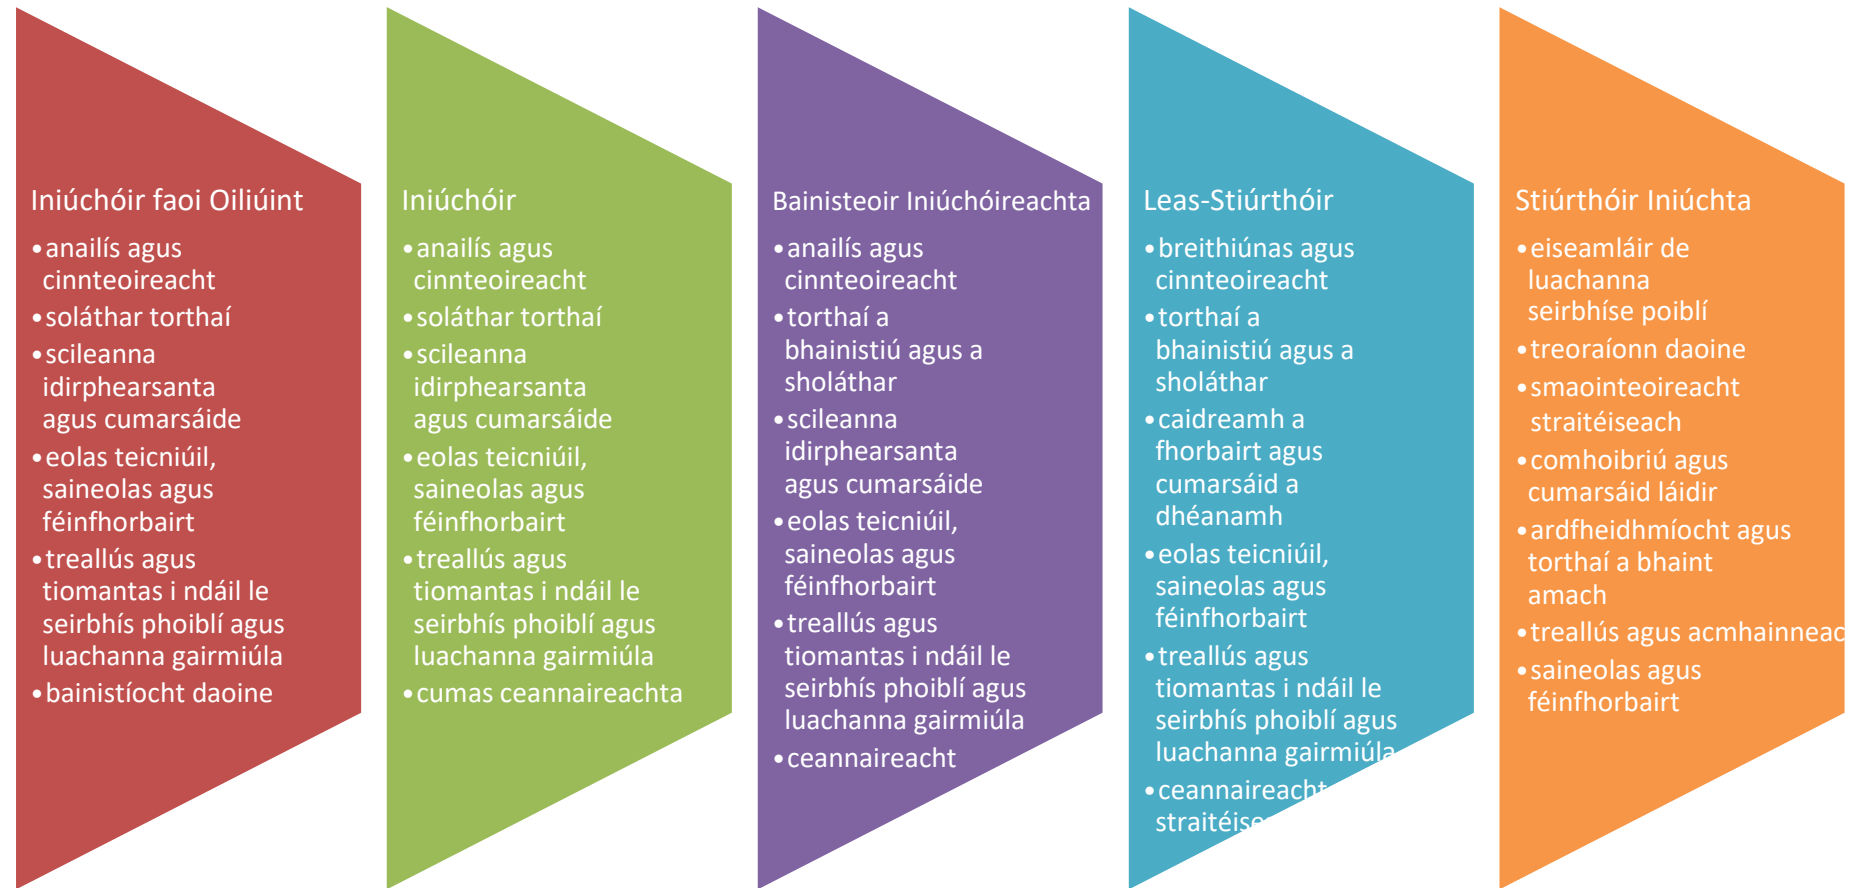 Iniúchóir faoi Oiliúint
•anailís agus
cinnteoireacht
•soláthar torthaí
•scileanna
idirphearsanta
agus cumarsáide
•eolas teicniúil,
saineolas agus
féinfhorbairt
•treallús agus
tiomantas i ndáil le
seirbhís phoiblí agus
luachanna gairmiúla
•bainistíocht daoine
Iniúchóir
•anailís agus
cinnteoireacht
•soláthar torthaí
•scileanna
idirphearsanta
agus cumarsáide
•eolas teicniúil,
saineolas agus
féinfhorbairt
•treallús agus
tiomantas i ndáil le
seirbhís phoiblí agus
luachanna gairmiúla
•cumas ceannaireachta
Bainisteoir Iniúchóireachta
•anailís agus
cinnteoireacht
•torthaí a
bhainistiú agus a
sholáthar
•scileanna
idirphearsanta
agus cumarsáide
•eolas teicniúil,
saineolas agus
féinfhorbairt
•treallús agus
tiomantas i ndáil le
seirbhís phoiblí agus
luachanna gairmiúla
•ceannaireacht
Leas-Stiúrthóir
•breithiúnas agus
cinnteoireacht
•torthaí a
bhainistiú agus a
sholáthar
•caidreamh a
fhorbairt agus
cumarsáid a
dhéanamh
•eolas teicniúil,
saineolas agus
féinfhorbairt
•treallús agus
tiomantas i ndáil le
seirbhís phoiblí agus
luachanna gairmiúla
•ceannaireacht
Stiúrthóir Iniúchta
•eiseamláir de
luachanna
seirbhíse poiblí
•treoraíonn daoine
•smaointeoireacht
straitéiseach
•comhoibriú agus
cumarsáid láidir
•ardfheidhmíocht agus
torthaí a bhaint
amach
•treallús agus acmhainneac
•saineolas agus
féinfhorbairt